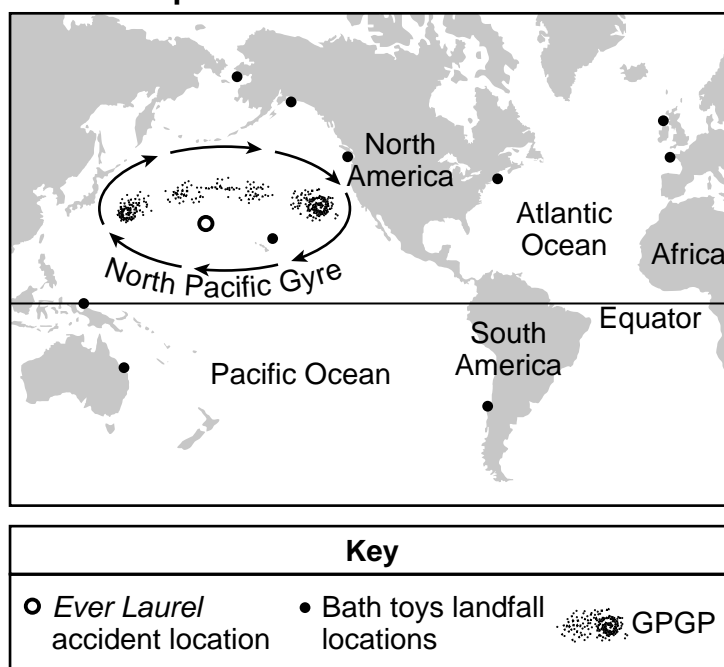 North
America
Atlantic
Ocean
Africa
North Pacific Gyre
Equator
South
America
Pacific Ocean
Key
Ever Laurel
accident location
Bath toys landfall
locations
GPGP